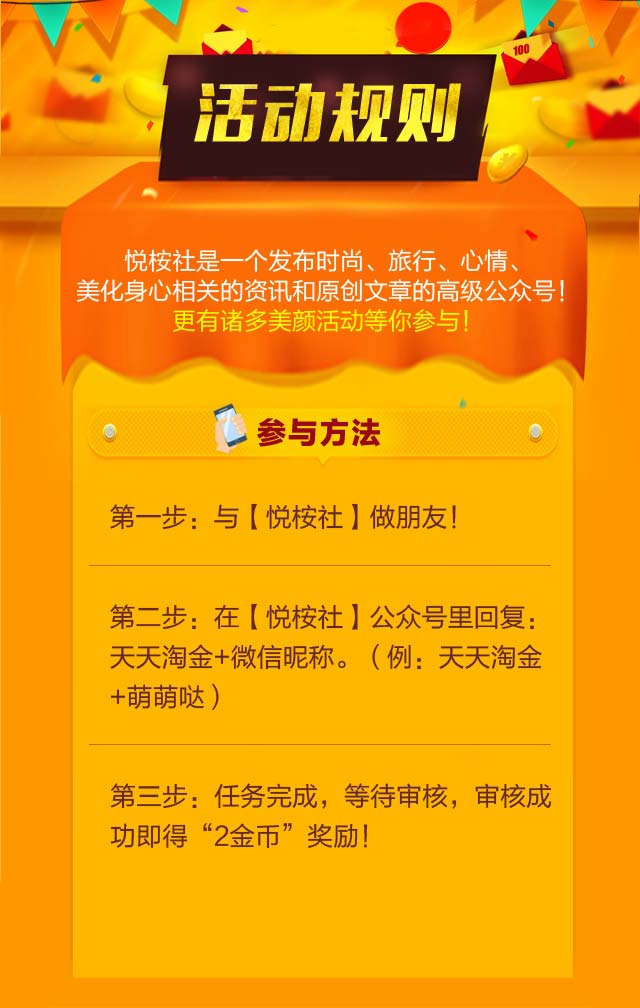 100
活动规则
悦桉社是一个发布时尚、旅行、心情、
美化身心相关的资讯和原创文章的高级公众号！
更有诸多美颜活动等你参与！
参与方法
第一步：与【悦桉社】做朋友！
第二步：在【悦桉社】公众号里回复：
天天淘金+微信昵称。（例：天天淘金
+萌萌哒）
第三步：任务完成，等待审核，审核成
功即得“2金币”奖励！